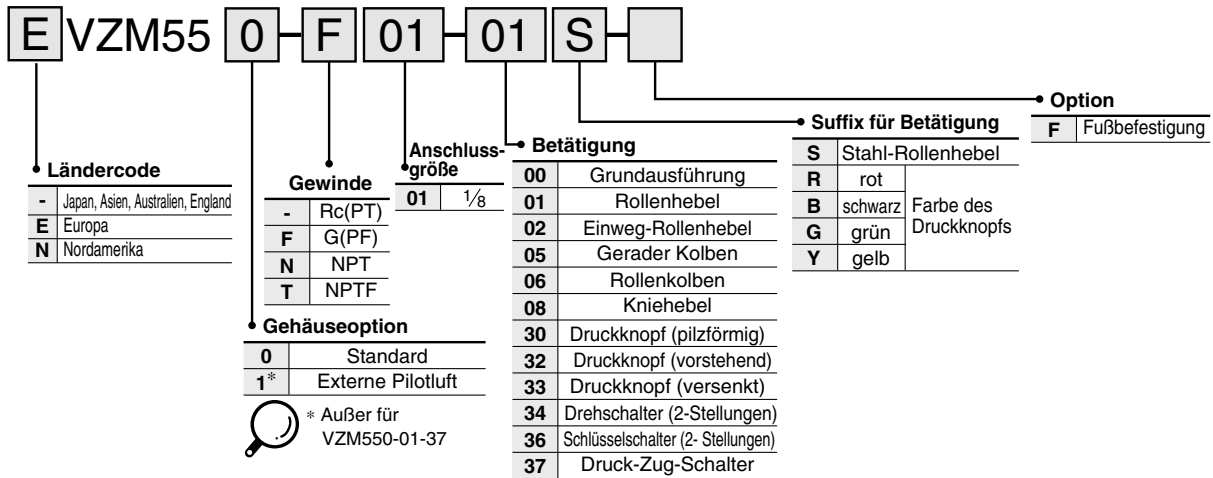 E VZM55 0 - F 01 - 01 S -
Ländercode
- Japan, Asien, Australien, England
E Europa
N Nordamerika
Gewinde
- Rc(PT)
F G(PF)
N NPT
T NPTF
Gehäuseoption
0 Standard
1* Externe Pilotluft
* Außer für
VZM550-01-37
Anschluss-
größe
01 1/8
Betätigung
00 Grundausführung
01 Rollenhebel
02 Einweg-Rollenhebel
05 Gerader Kolben
06 Rollenkolben
08 Kniehebel
30 Druckknopf (pilzförmig)
32 Druckknopf (vorstehend)
33 Druckknopf (versenkt)
34 Drehschalter (2-Stellungen)
36 Schlüsselschalter (2- Stellungen)
37 Druck-Zug-Schalter
Suffix für Betätigung
S Stahl-Rollenhebel
R rot
B schwarz
G grün
Y gelb
Farbe des
Druckknopfs
Option
F Fußbefestigung